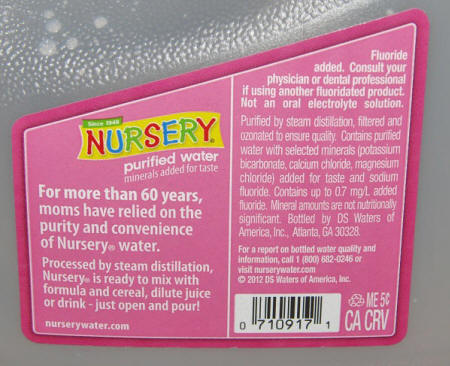 Since 1948
NURSERY®
purified water
minerals added for taste
For more than 60 years,
moms have relied on the
purity and convenience
of Nursery® water.
Processed by steam distillation,
Nursery® is ready to mix with
formula and cereal, dilute juice
or drink - just open and pour!
nurserywater.com
Fluoride
added. Consult your
physician or dental professional
if using another fluoridated product.
Not an oral electrolyte solution.
Purified by steam distillation, filtered and
ozonated to ensure quality. Contains purified
water with selected minerals (potassium
bicarbonate, calcium chloride, magnesium
chloride) added for taste and sodium
fluoride. Contains up to 0.7 mg/L added
fluoride. Mineral amounts are not nutritionally
significant. Bottled by DS Waters of
America, Inc., Atlanta, GA 30328.
For a report on bottled water quality and
information, call 1 (800) 682-0246 or
visit nurserywater.com
© 2012 DS Waters of America, Inc.
0 710917 1
ME 5¢
CA CRV